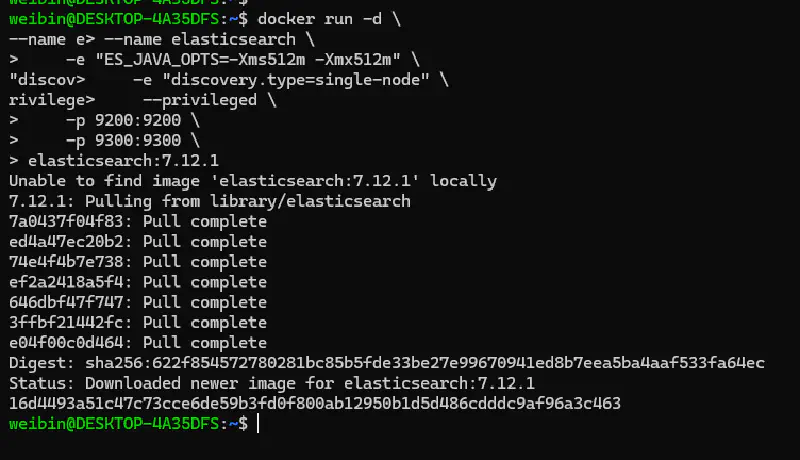 weibin@DESKTOP-4A35DFS:~$ docker run -d \
--name e> --name elasticsearch \
>     -e "ES_JAVA_OPTS=-Xms512m -Xmx512m" \
"discov>     -e "discovery.type=single-node" \
rivilege>     --privileged \
>     -p 9200:9200 \
>     -p 9300:9300 \
> elasticsearch:7.12.1
Unable to find image 'elasticsearch:7.12.1' locally
7.12.1: Pulling from library/elasticsearch
7a0437f04f83: Pull complete
ed4a47ec20b2: Pull complete
74e4f4b7e738: Pull complete
ef2a2418a5f4: Pull complete
646dbf47f747: Pull complete
3ffbf21442fc: Pull complete
e04f00c0d464: Pull complete
Digest: sha256:622f854572780281bc85b5fde33be27e99670941ed8b7eea5ba4aaf533fa64ec
Status: Downloaded newer image for elasticsearch:7.12.1
16d4493a51c47c73cce6de59b3fd0f800ab12950b1d5d486cdddc9af96a3c463
weibin@DESKTOP-4A35DFS:~$